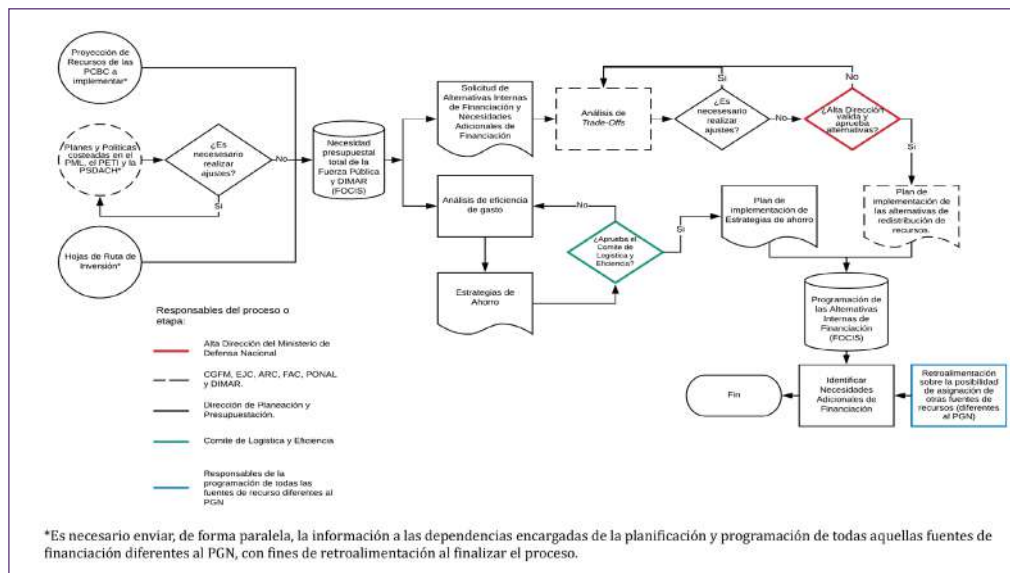 Proyección de
Recursos de las
PCBC a
implementar*
Planes y Políticas
costeadas en el
PML, el PETI y la
PSDACH*
¿Es
necesesario
realizar
ajustes?
No
Si
Hojas de Ruta de
Inversión*
Necesidad
presupuestal
total de la
Fuerza Pública
y DIMAR
(FOCIS)
Solicitud de
Alternativas Internas
de Financiación y
Necesidades
Adicionales de
Financiación
Análisis de
Trade-Offs
Si
¿Es
necesesario
realizar
ajustes?
No
No
¿Alta Dirección
valida y
aprueba
alternativas?
Si
Plan de
implementación de
las alternativas de
redistribución de
recursos.
Análisis de eficiencia
de gasto
No
Estrategias de
Ahorro
¿Aprueba el
Comite de
Logistica y
Eficiencia?
Si
Plan de
implementación de
Estrategias de ahorro
Programación de
las Alternativas
Internas de
Financiación
(FOCIS)
Identificar
Necesidades
Adicionales de
Financiación
Retroalimentación
sobre la posibilidad
de asignación de
otras fuentes de
recursos (diferentes
al PGN)
Fin
Responsables del proceso o
etapa:
Alta Dirección del Ministerio de
Defensa Nacional
CGFM, EJC, ARC, FAC, PONAL
y DIMAR.
Dirección de Planeación y
Presupuestación.
Comite de Logistica y Eficiencia
Responsables de la
programación de todas las
fuentes de recurso diferentes al
PGN
*Es necesario enviar, de forma paralela, la información a las dependencias encargadas de la planificación y programación de todas aquellas fuentes de
financiación diferentes al PGN, con fines de retroalimentación al finalizar el proceso.